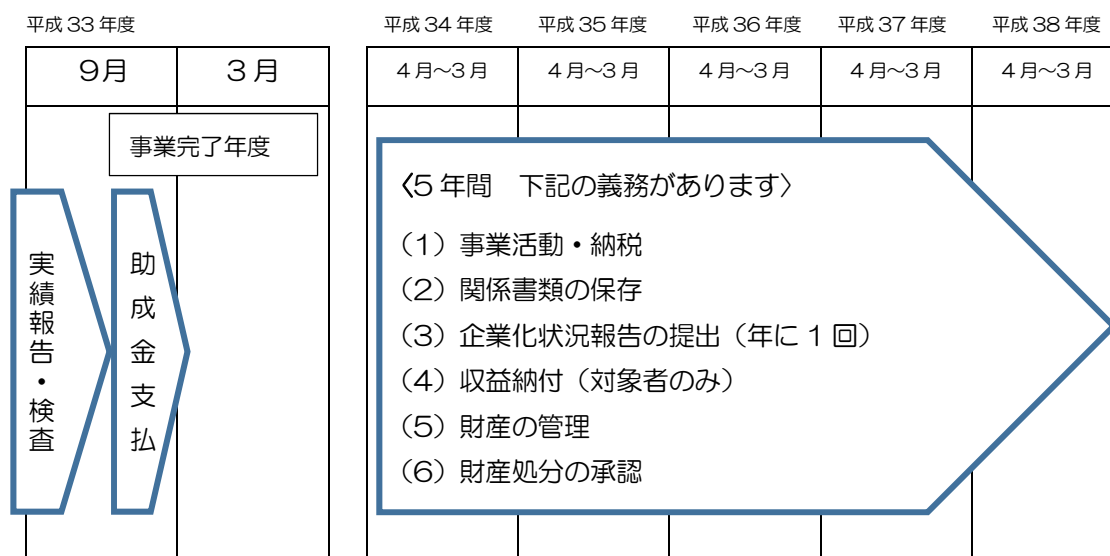 平成33年度
平成34年度
平成35年度
平成36年度
平成37年度
平成38年度
9月
3月
4月~3月
4月~3月
4月~3月
4月~3月
4月~3月
事業完了年度
実績報告・検査
助成金支払
〈5年間　下記の義務があります〉
（1）事業活動・納税
（2）関係書類の保存
（3）企業化状況報告の提出（年に1回）
（4）収益納付（対象者のみ）
（5）財産の管理
（6）財産処分の承認